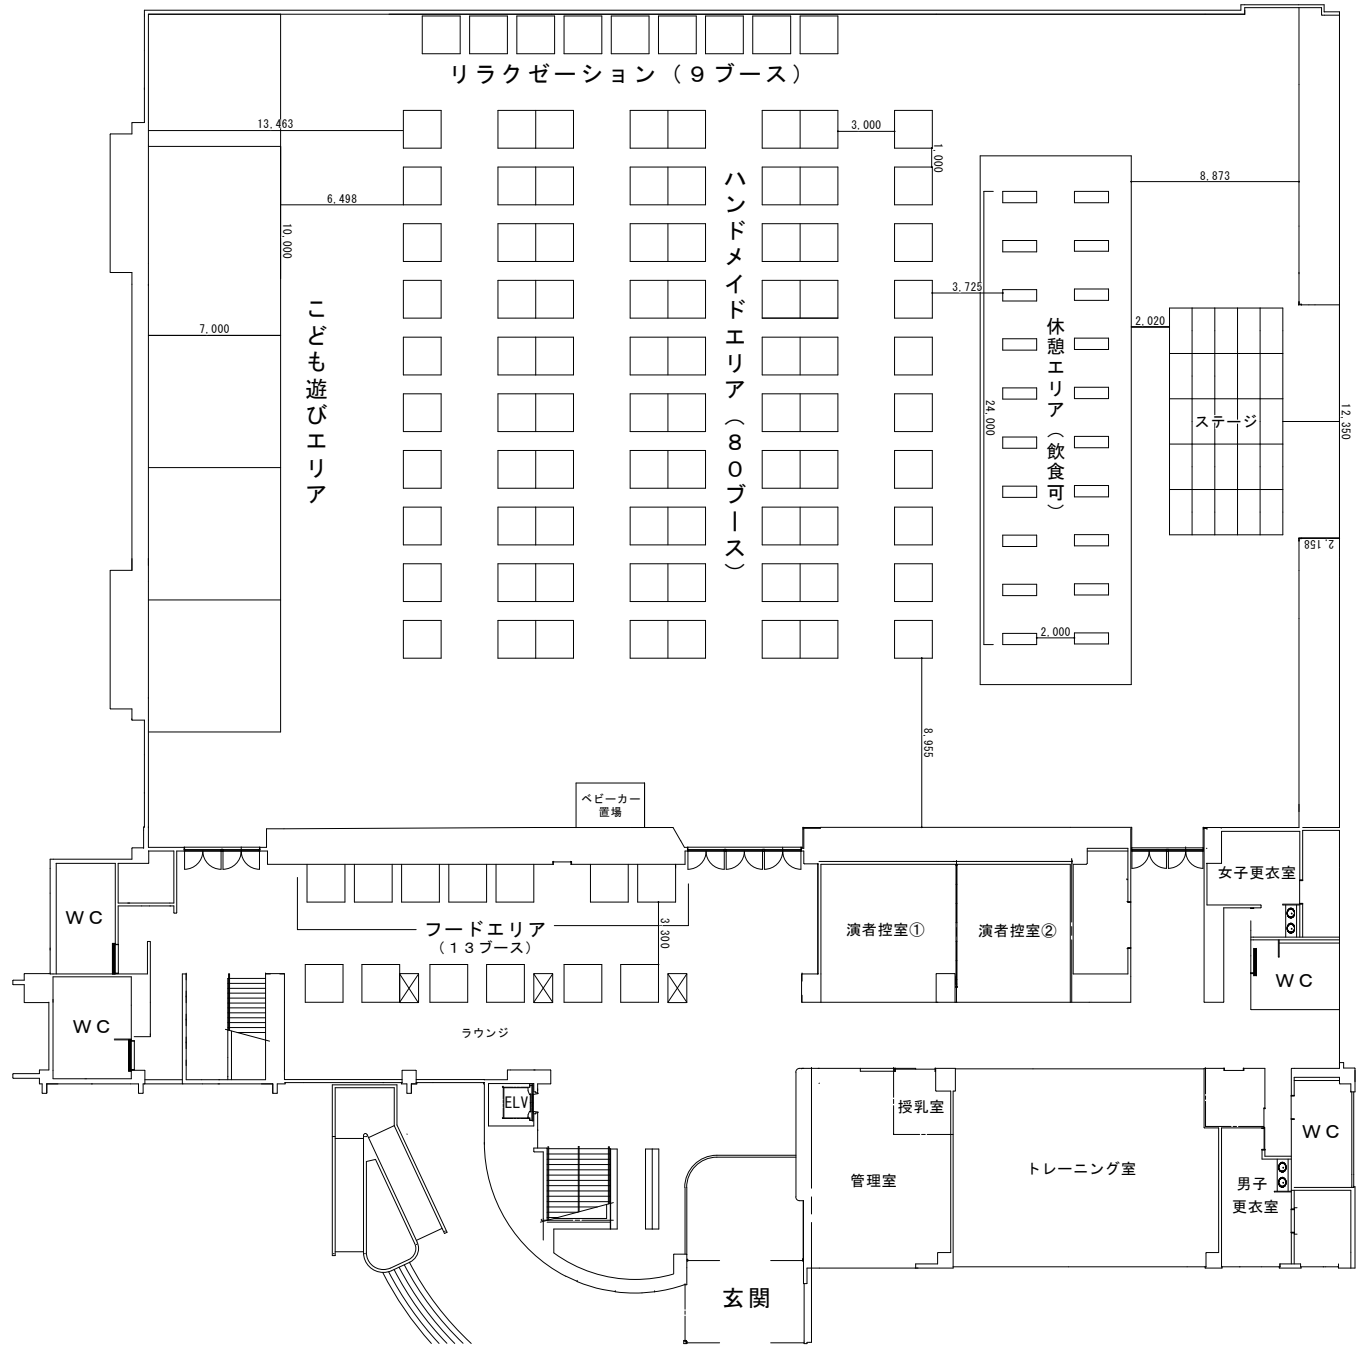 リラクゼーション（９ブース）
13,463
3,000
1,000
8,873
6,498
10,000
ハンドメイドエリア（８０ブース）
3,725
こども遊びエリア
7,000
休憩エリア（飲食可）
24,000
2,020
ステージ
12,350
2,158
2,000
8,955
ベビーカー
置場
女子更衣室
ＷＣ
フードエリア
（１３ブース）
3,300
演者控室①
演者控室②
ＷＣ
ＷＣ
ラウンジ
ELV
授乳室
管理室
トレーニング室
ＷＣ
男子
更衣室
玄関